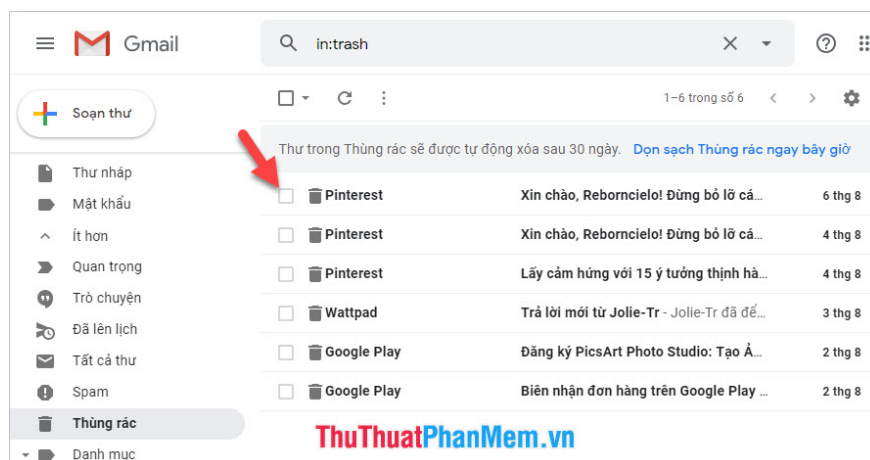 Gmail
in:trash
Soạn thư
1–6 trong số 6
Thư trong Thùng rác sẽ được tự động xóa sau 30 ngày. Dọn sạch Thùng rác ngay bây giờ
Thư nháp
Mật khẩu
Ít hơn
Quan trọng
Trò chuyện
Đã lên lịch
Tất cả thư
Spam
Thùng rác
Danh mục
Pinterest Xin chào, Reborncielo! Đừng bỏ lỡ cá... 6 thg 8
Pinterest Xin chào, Reborncielo! Đừng bỏ lỡ cá... 4 thg 8
Pinterest Lấy cảm hứng với 15 ý tưởng thịnh hà... 4 thg 8
Wattpad Trả lời mới từ Jolie-Tr - Jolie-Tr đã để... 3 thg 8
Google Play Đăng ký PicsArt Photo Studio: Tạo Ả... 2 thg 8
Google Play Biên nhận đơn hàng trên Google Play ... 2 thg 8
ThuThuatPhanMem.vn